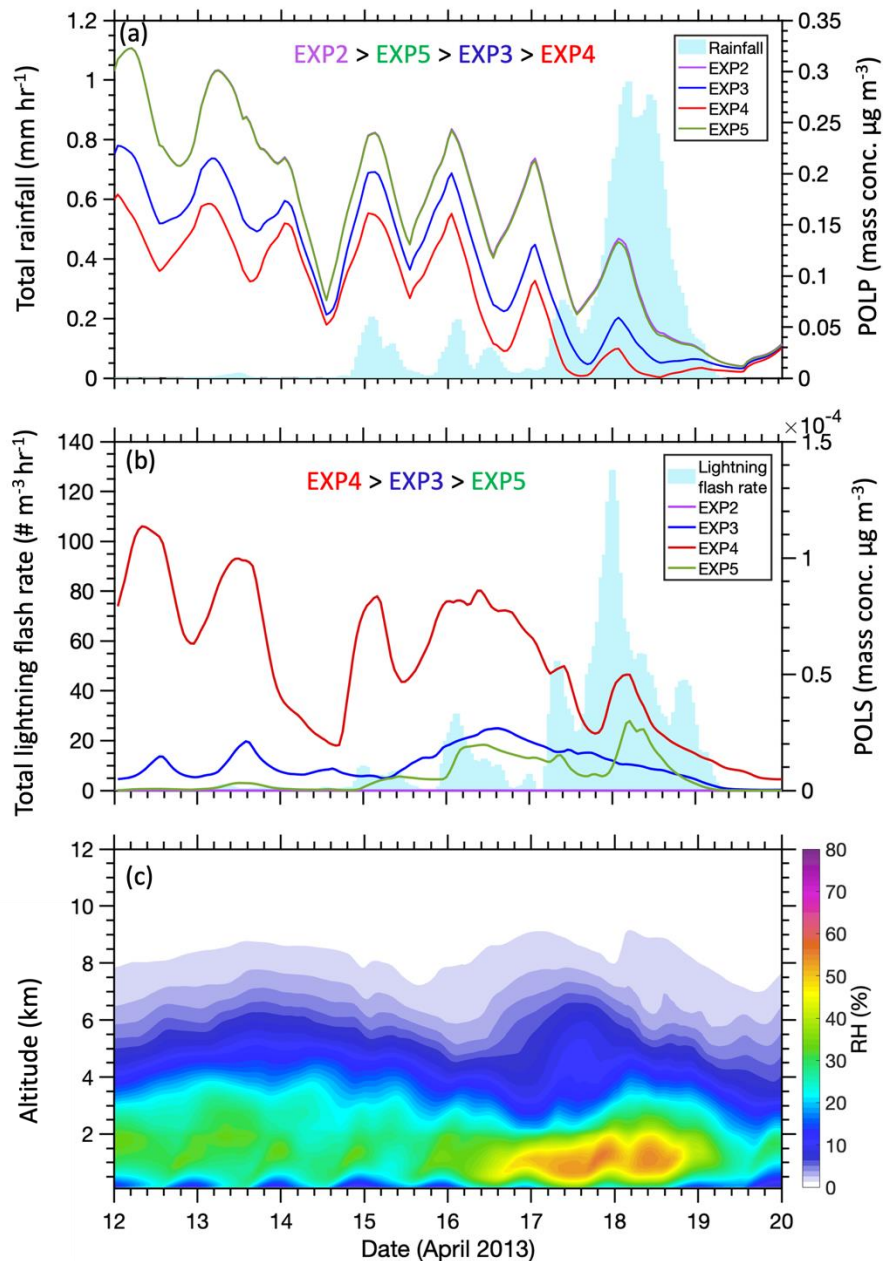 (a)
EXP2 > EXP5 > EXP3 > EXP4
Rainfall
EXP2
EXP3
EXP4
EXP5
Total rainfall (mm hr⁻¹)
1.2
1
0.8
0.6
0.4
0.2
0
POLP (mass conc. µg m⁻³)
0.35
0.3
0.25
0.2
0.15
0.1
0.05
0
(b)
EXP4 > EXP3 > EXP5
Lightning
flash rate
EXP2
EXP3
EXP4
EXP5
Total lightning flash rate (# m⁻³ hr⁻¹)
140
120
100
80
60
40
20
0
×10⁻⁴
POLS (mass conc. µg m⁻³)
1.5
1
0.5
0
(c)
Altitude (km)
12
10
8
6
4
2
RH (%)
80
70
60
50
40
30
20
10
0
12 13 14 15 16 17 18 19 20
Date (April 2013)